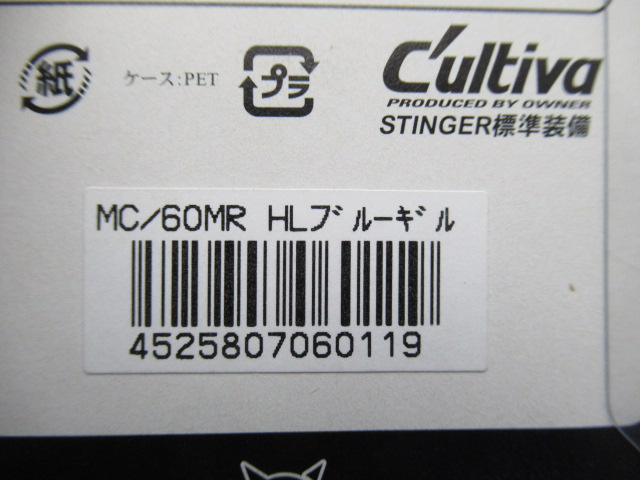 紙
ケース:PET
プラ
C'ultiva
PRODUCED BY OWNER
STINGER標準装備
MC/60MR HLﾌﾞﾙｰｷﾞﾙ
4525807060119